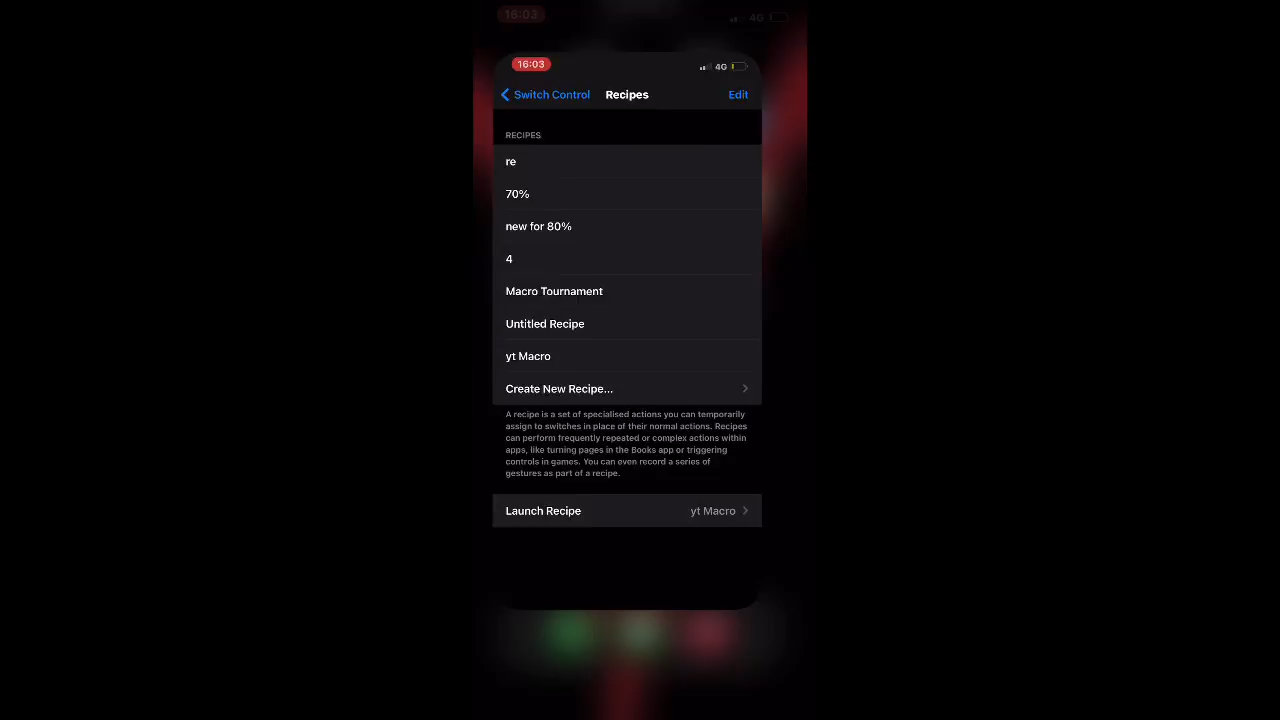 16:03
4G
16:03
4G
Switch Control
Recipes
Edit
RECIPES
re
70%
new for 80%
4
Macro Tournament
Untitled Recipe
yt Macro
Create New Recipe...
A recipe is a set of specialised actions you can temporarily
assign to switches in place of their normal actions. Recipes
can perform frequently repeated or complex actions within
apps, like turning pages in the Books app or triggering
controls in games. You can even record a series of
gestures as part of a recipe.
Launch Recipe
yt Macro